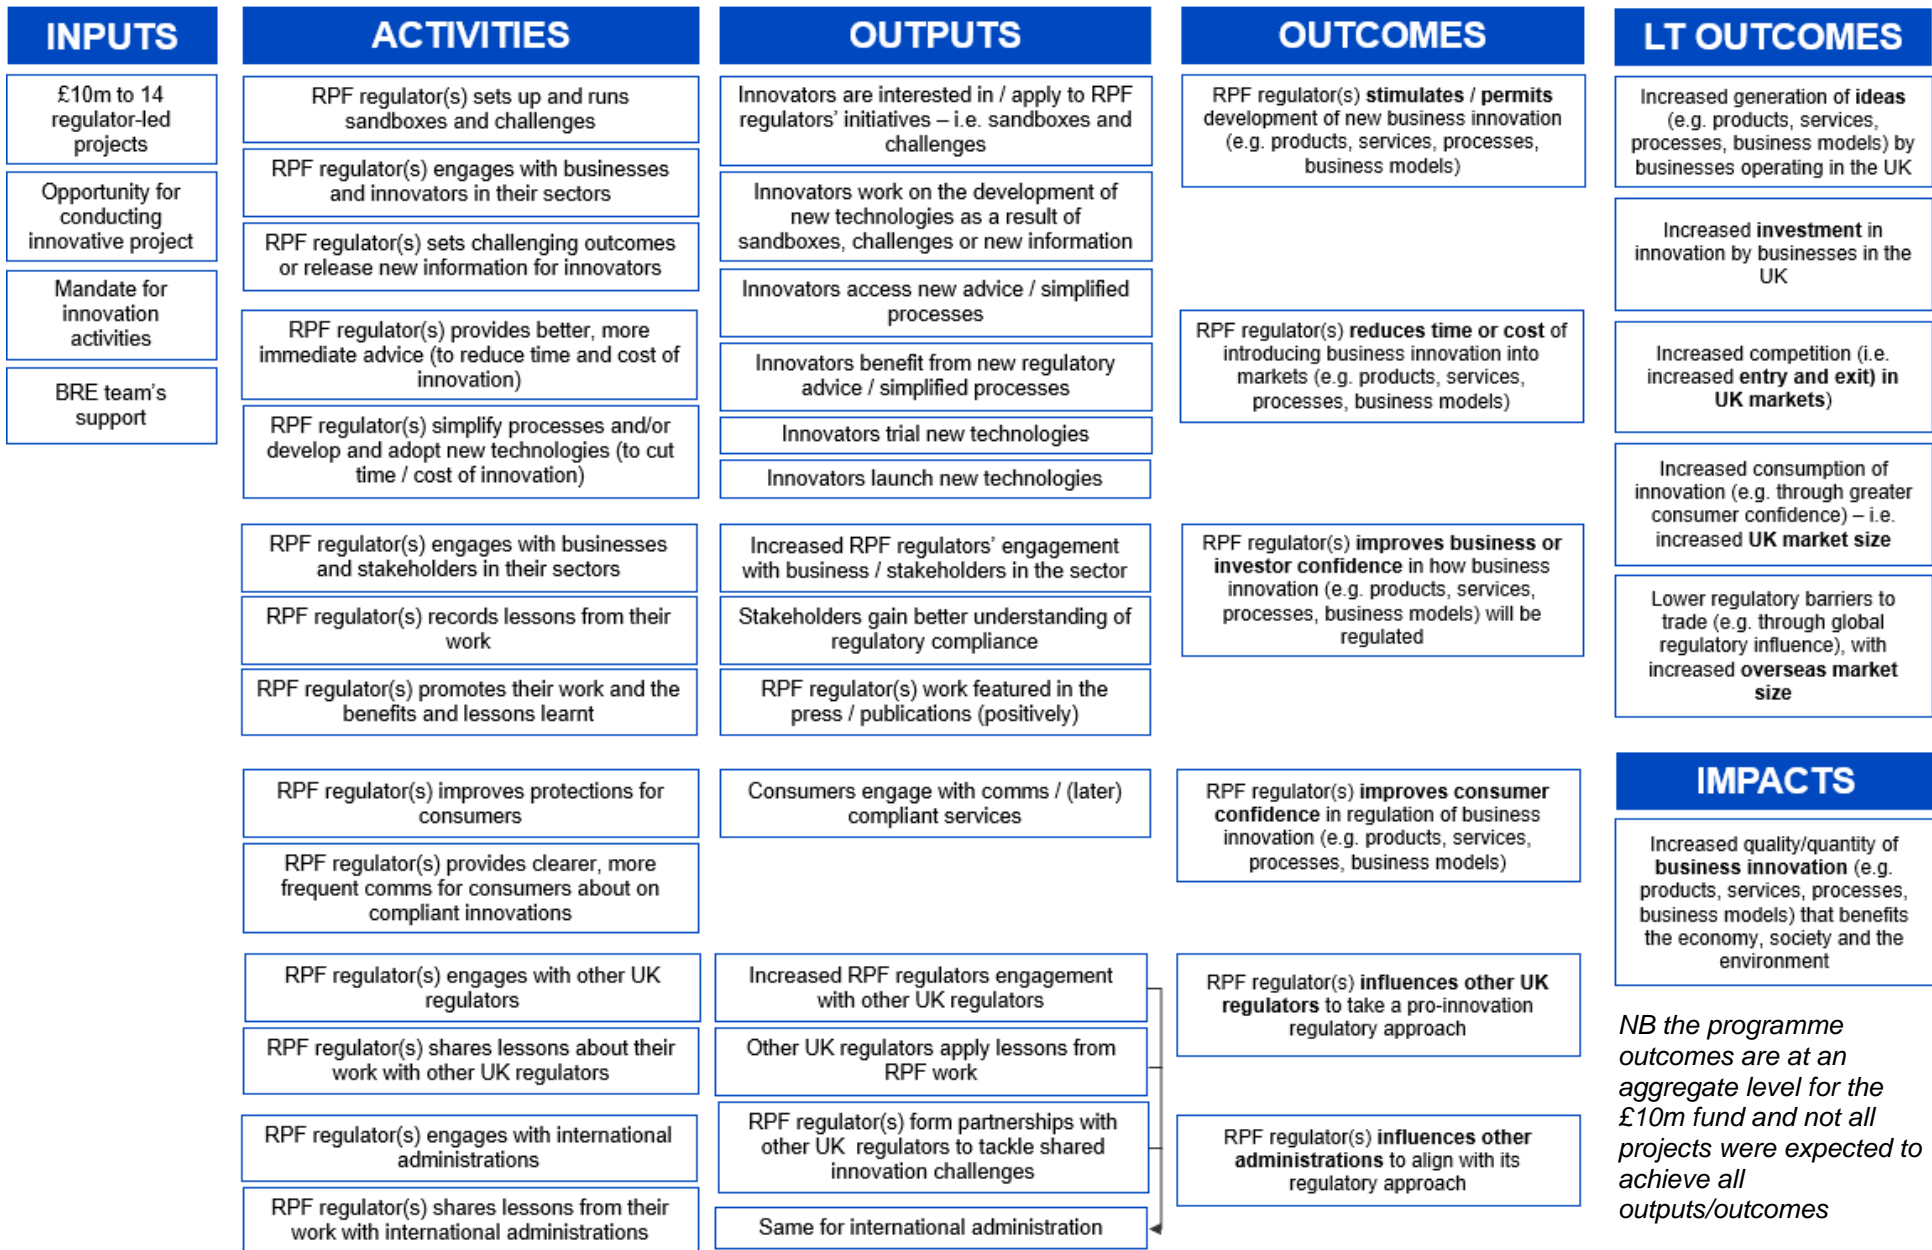 INPUTS
£10m to 14
regulator-led
projects
Opportunity for
conducting
innovative project
Mandate for
innovation
activities
BRE team's
support
ACTIVITIES
RPF regulator(s) sets up and runs
sandboxes and challenges
RPF regulator(s) engages with businesses
and innovators in their sectors
RPF regulator(s) sets challenging outcomes
or release new information for innovators
RPF regulator(s) provides better, more
immediate advice (to reduce time and cost of
innovation)
RPF regulator(s) simplify processes and/or
develop and adopt new technologies (to cut
time / cost of innovation)
RPF regulator(s) engages with businesses
and stakeholders in their sectors
RPF regulator(s) records lessons from their
work
RPF regulator(s) promotes their work and the
benefits and lessons learnt
RPF regulator(s) improves protections for
consumers
RPF regulator(s) provides clearer, more
frequent comms for consumers about on
compliant innovations
RPF regulator(s) engages with other UK
regulators
RPF regulator(s) shares lessons about their
work with other UK regulators
RPF regulator(s) engages with international
administrations
RPF regulator(s) shares lessons from their
work with international administrations
OUTPUTS
Innovators are interested in / apply to RPF
regulators' initiatives – i.e. sandboxes and
challenges
Innovators work on the development of
new technologies as a result of
sandboxes, challenges or new information
Innovators access new advice / simplified
processes
Innovators benefit from new regulatory
advice / simplified processes
Innovators trial new technologies
Innovators launch new technologies
Increased RPF regulators' engagement
with business / stakeholders in the sector
Stakeholders gain better understanding of
regulatory compliance
RPF regulator(s) work featured in the
press / publications (positively)
Consumers engage with comms / (later)
compliant services
Increased RPF regulators engagement
with other UK regulators
Other UK regulators apply lessons from
RPF work
RPF regulator(s) form partnerships with
other UK regulators to tackle shared
innovation challenges
Same for international administration
OUTCOMES
RPF regulator(s) stimulates / permits
development of new business innovation
(e.g. products, services, processes,
business models)
RPF regulator(s) reduces time or cost of
introducing business innovation into
markets (e.g. products, services,
processes, business models)
RPF regulator(s) improves business or
investor confidence in how business
innovation (e.g. products, services,
processes, business models) will be
regulated
RPF regulator(s) improves consumer
confidence in regulation of business
innovation (e.g. products, services,
processes, business models)
RPF regulator(s) influences other UK
regulators to take a pro-innovation
regulatory approach
RPF regulator(s) influences other
administrations to align with its
regulatory approach
LT OUTCOMES
Increased generation of ideas
(e.g. products, services,
processes, business models) by
businesses operating in the UK
Increased investment in
innovation by businesses in the
UK
Increased competition (i.e.
increased entry and exit) in
UK markets)
Increased consumption of
innovation (e.g. through greater
consumer confidence) – i.e.
increased UK market size
Lower regulatory barriers to
trade (e.g. through global
regulatory influence), with
increased overseas market
size
IMPACTS
Increased quality/quantity of
business innovation (e.g.
products, services, processes,
business models) that benefits
the economy, society and the
environment
NB the programme
outcomes are at an
aggregate level for the
£10m fund and not all
projects were expected to
achieve all
outputs/outcomes